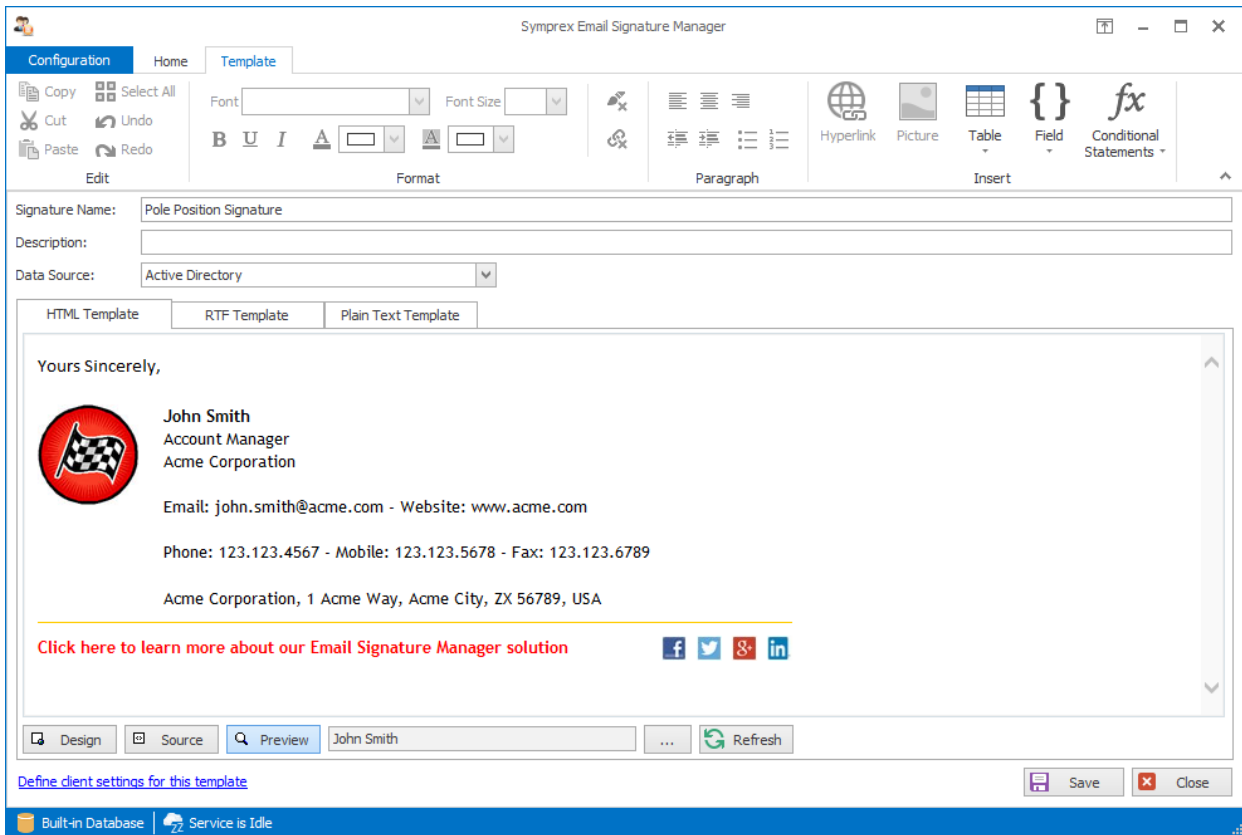 Symprex Email Signature Manager
Configuration Home Template
Copy Select All
Cut Undo
Paste Redo
Edit
Font Font Size
B U I A A
Format
Paragraph
Hyperlink Picture Table Field Conditional Statements
{ } fx
Insert
Signature Name: Pole Position Signature
Description:
Data Source: Active Directory
HTML Template RTF Template Plain Text Template
Yours Sincerely,
John Smith
Account Manager
Acme Corporation
Email: john.smith@acme.com - Website: www.acme.com
Phone: 123.123.4567 - Mobile: 123.123.5678 - Fax: 123.123.6789
Acme Corporation, 1 Acme Way, Acme City, ZX 56789, USA
Click here to learn more about our Email Signature Manager solution f 8+ in
Design Source Preview John Smith ... Refresh
Define client settings for this template Save Close
Built-in Database zz Service is Idle